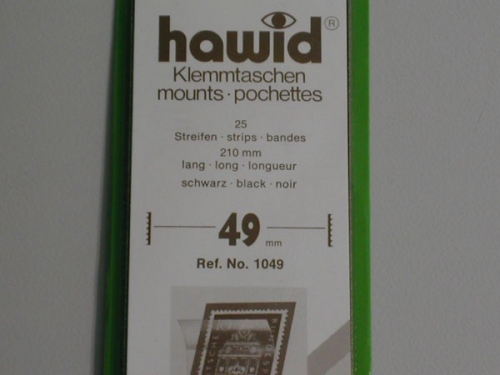 hawid ®
Klemmtaschen
mounts · pochettes
25
Streifen · strips · bandes
210 mm
lang · long · longueur
schwarz · black · noir
49 mm
Ref. No. 1049